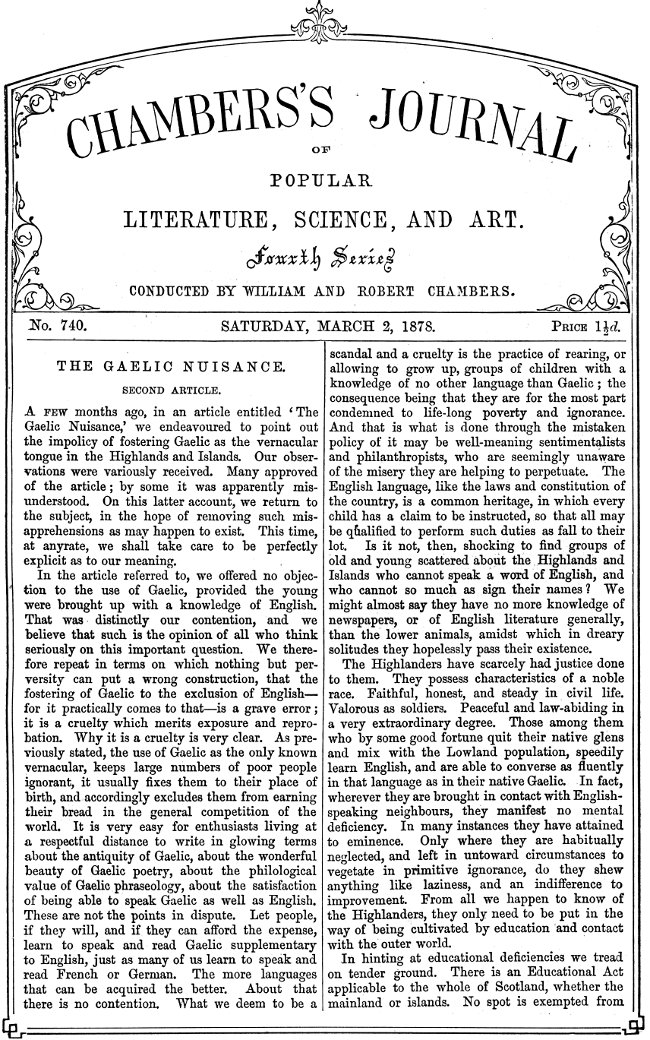 CHAMBERS'S JOURNAL
OF
POPULAR
LITERATURE, SCIENCE, AND ART.
Fourth Series
CONDUCTED BY WILLIAM AND ROBERT CHAMBERS.
No. 740.
SATURDAY, MARCH 2, 1878.
PRICE 1½d.
THE GAELIC NUISANCE.
SECOND ARTICLE.
A FEW months ago, in an article entitled ‘The
Gaelic Nuisance,’ we endeavoured to point out
the impolicy of fostering Gaelic as the vernacular
tongue in the Highlands and Islands. Our obser-
vations were variously received. Many approved
of the article; by some it was apparently mis-
understood. On this latter account, we return to
the subject, in the hope of removing such mis-
apprehensions as may happen to exist. This time,
at anyrate, we shall take care to be perfectly
explicit as to our meaning.
In the article referred to, we offered no objec-
tion to the use of Gaelic, provided the young
were brought up with a knowledge of English.
That was distinctly our contention, and we
believe that such is the opinion of all who think
seriously on this important question. We there-
fore repeat in terms on which nothing but per-
versity can put a wrong construction, that the
fostering of Gaelic to the exclusion of English—
for it practically comes to that—is a grave error;
it is a cruelty which merits exposure and repro-
bation. Why it is a cruelty is very clear. As pre-
viously stated, the use of Gaelic as the only known
vernacular, keeps large numbers of poor people
ignorant, it usually fixes them to their place of
birth, and accordingly excludes them from earning
their bread in the general competition of the
world. It is very easy for enthusiasts living at
a respectful distance to write in glowing terms
about the antiquity of Gaelic, about the wonderful
beauty of Gaelic poetry, about the philological
value of Gaelic phraseology, about the satisfaction
of being able to speak Gaelic as well as English.
These are not the points in dispute. Let people,
if they will, and if they can afford the expense,
learn to speak and read Gaelic supplementary
to English, just as many of us learn to speak and
read French or German. The more languages
that can be acquired the better. About that
there is no contention. What we deem to be a
scandal and a cruelty is the practice of rearing, or
allowing to grow up, groups of children with a
knowledge of no other language than Gaelic; the
consequence being that they are for the most part
condemned to life-long poverty and ignorance.
And that is what is done through the mistaken
policy of it may be well-meaning sentimentalists
and philanthropists, who are seemingly unaware
of the misery they are helping to perpetuate. The
English language, like the laws and constitution of
the country, is a common heritage, in which every
child has a claim to be instructed, so that all may
be qualified to perform such duties as fall to their
lot. Is it not, then, shocking to find groups of
old and young scattered about the Highlands and
Islands who cannot speak a word of English, and
who cannot so much as sign their names? We
might almost say they have no more knowledge of
newspapers, or of English literature generally,
than the lower animals, amidst which in dreary
solitudes they hopelessly pass their existence.
The Highlanders have scarcely had justice done
to them. They possess characteristics of a noble
race. Faithful, honest, and steady in civil life.
Valorous as soldiers. Peaceful and law-abiding in
a very extraordinary degree. Those among them
who by some good fortune quit their native glens
and mix with the Lowland population, speedily
learn English, and are able to converse as fluently
in that language as in their native Gaelic. In fact,
wherever they are brought in contact with English-
speaking neighbours, they manifest no mental
deficiency. In many instances they have attained
to eminence. Only where they are habitually
neglected, and left in untoward circumstances to
vegetate in primitive ignorance, do they shew
anything like laziness, and an indifference to
improvement. From all we happen to know of
the Highlanders, they only need to be put in the
way of being cultivated by education and contact
with the outer world.
In hinting at educational deficiencies we tread
on tender ground. There is an Educational Act
applicable to the whole of Scotland, whether the
mainland or islands. No spot is exempted from